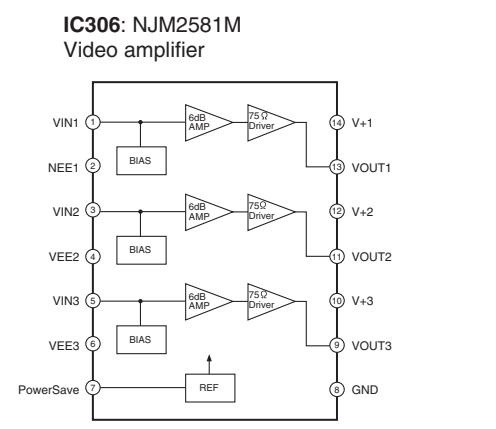 IC306: NJM2581M
Video amplifier
VIN1 1 6dB AMP 75Ω Driver 14 V+1
BIAS
NEE1 2 13 VOUT1
VIN2 3 6dB AMP 75Ω Driver 12 V+2
BIAS
VEE2 4 11 VOUT2
VIN3 5 6dB AMP 75Ω Driver 10 V+3
BIAS
VEE3 6 9 VOUT3
PowerSave 7 REF 8 GND